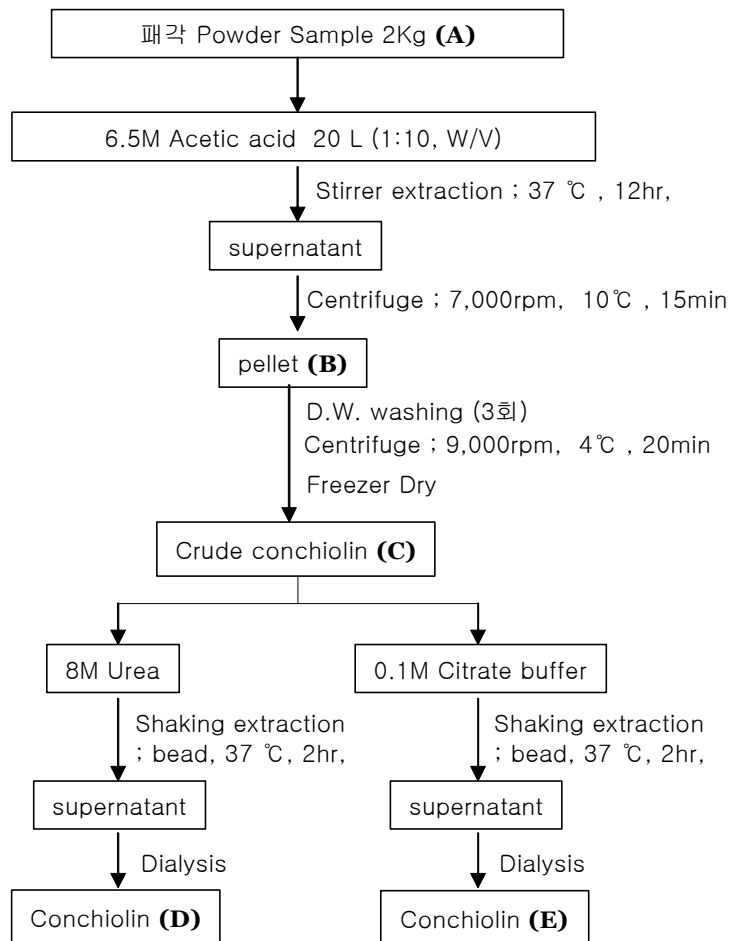 패각 Powder Sample 2Kg (A)
6.5M Acetic acid 20 L (1:10, W/V)
Stirrer extraction ; 37 ℃ , 12hr,
supernatant
Centrifuge ; 7,000rpm, 10℃ , 15min
pellet (B)
D.W. washing (3회)
Centrifuge ; 9,000rpm, 4℃ , 20min
Freezer Dry
Crude conchiolin (C)
8M Urea
0.1M Citrate buffer
Shaking extraction
; bead, 37 ℃, 2hr,
Shaking extraction
; bead, 37 ℃, 2hr,
supernatant
supernatant
Dialysis
Dialysis
Conchiolin (D)
Conchiolin (E)